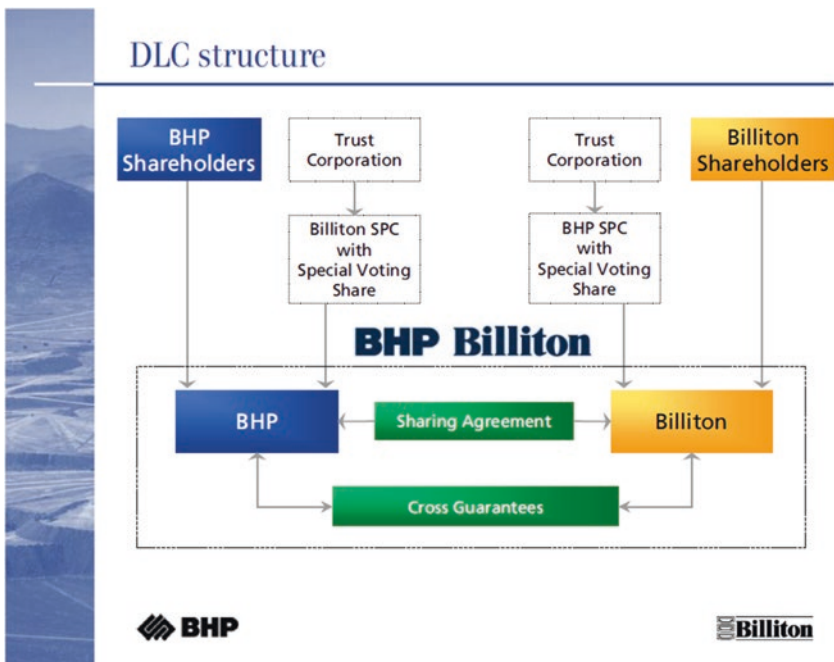 DLC structure
BHP
Shareholders
Trust
Corporation
Trust
Corporation
Billiton
Shareholders
Billiton SPC
with
Special Voting
Share
BHP SPC
with
Special Voting
Share
BHP Billiton
BHP
Sharing Agreement
Billiton
Cross Guarantees
BHP
Billiton